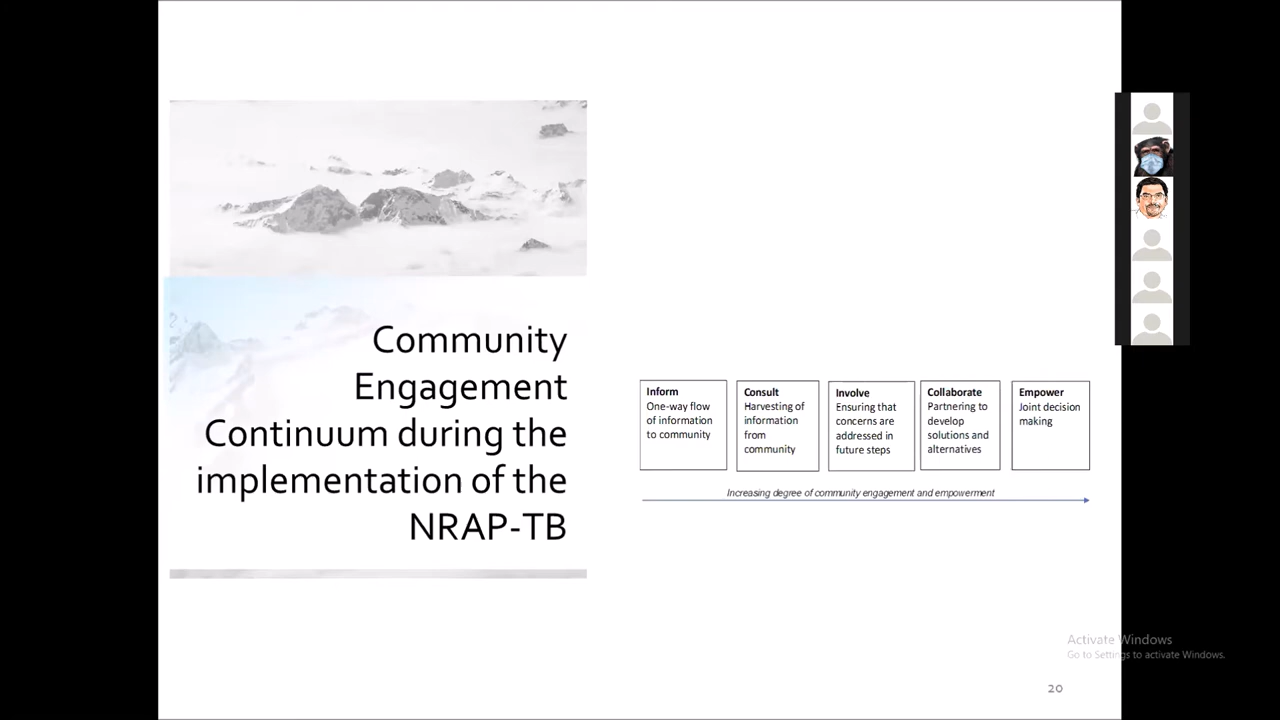 Community
Engagement
Continuum during the
implementation of the
NRAP-TB
Inform
One-way flow
of information
to community
Consult
Harvesting of
information
from
community
Involve
Ensuring that
concerns are
addressed in
future steps
Collaborate
Partnering to
develop
solutions and
alternatives
Empower
Joint decision
making
Increasing degree of community engagement and empowerment
Activate Windows
Go to Settings to activate Windows.
20